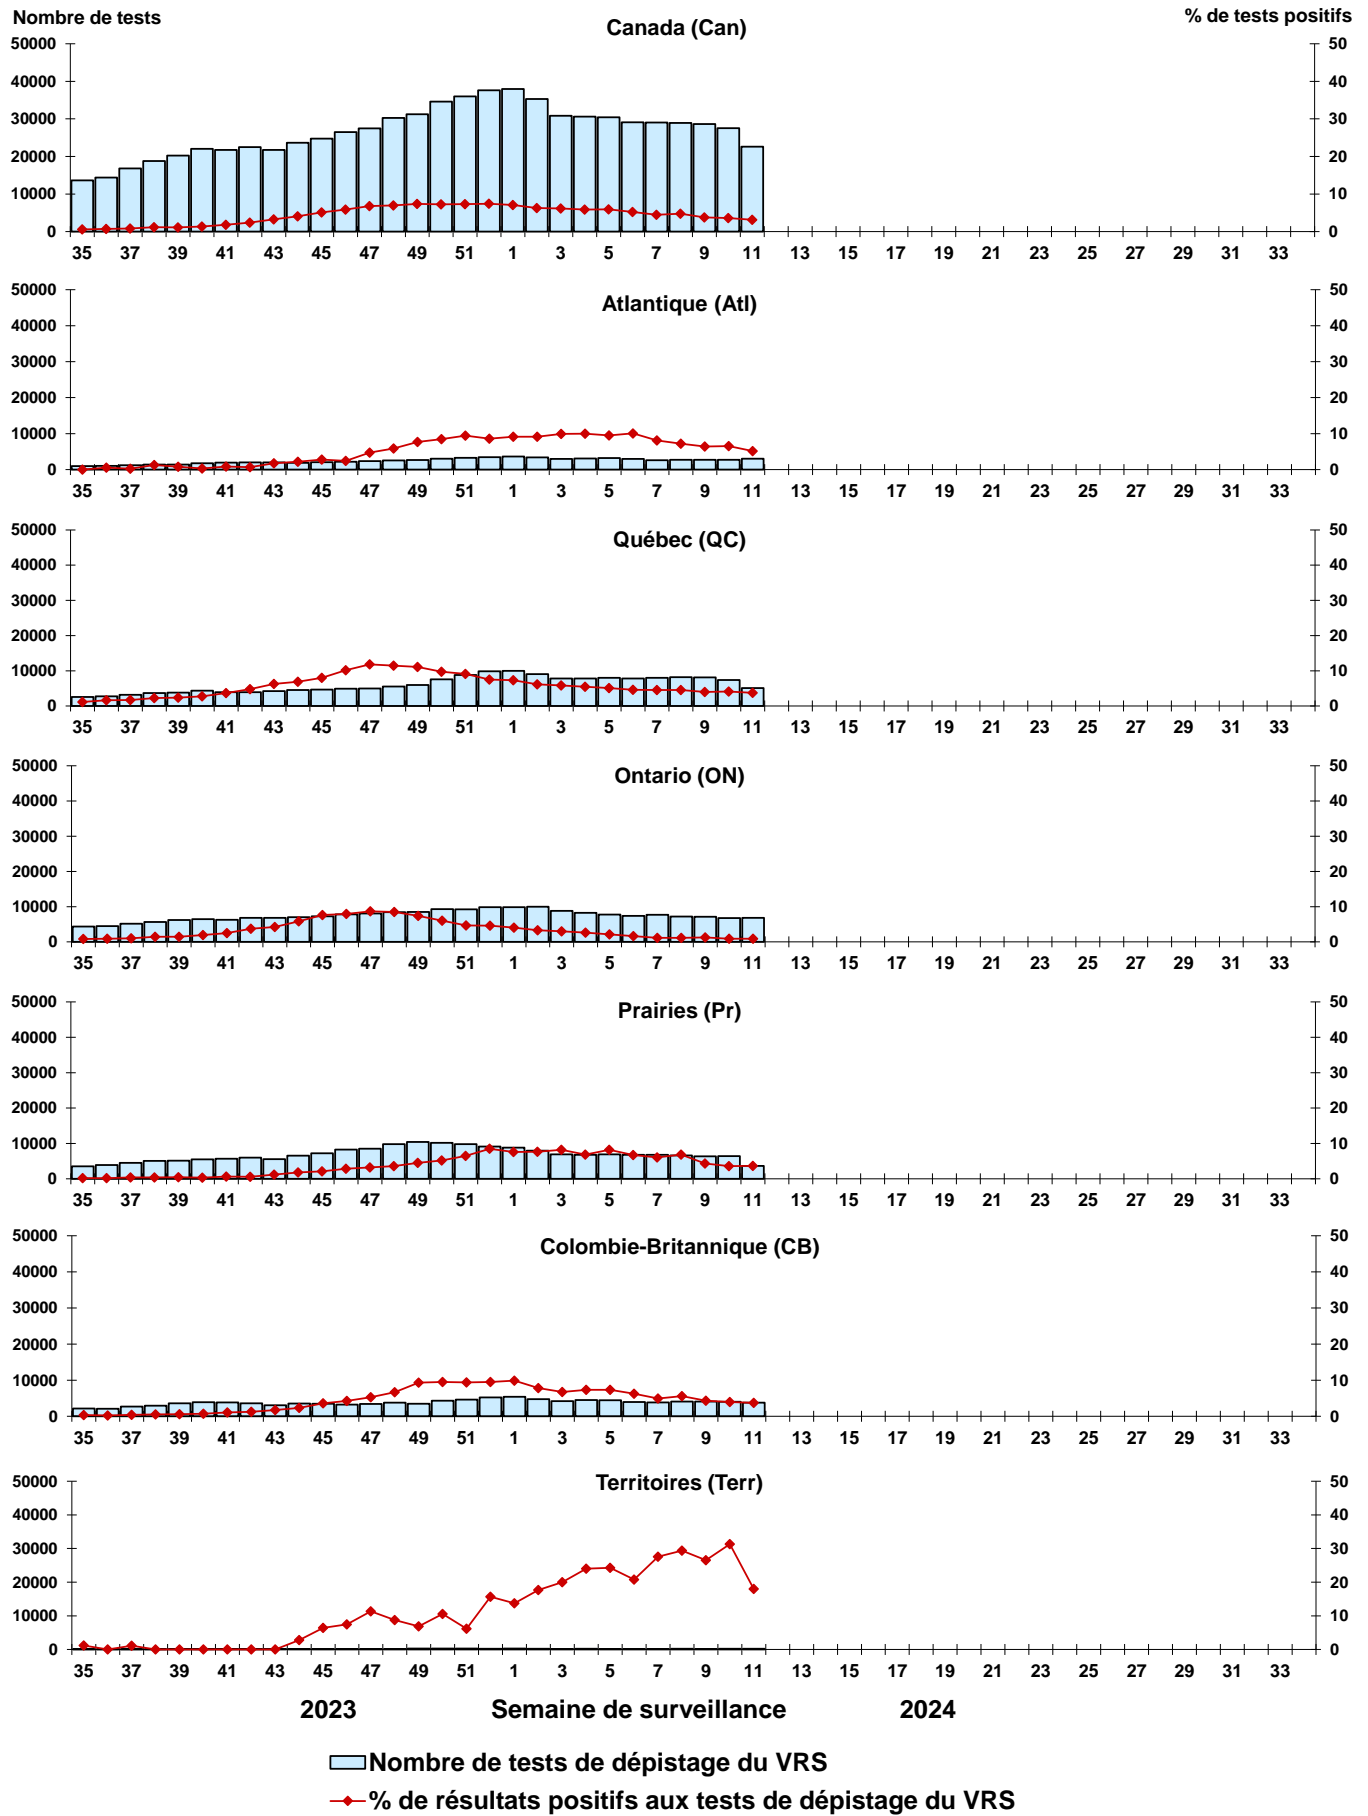 Nombre de tests
% de tests positifs
Canada (Can)
50000 50
40000 40
30000 30
20000 20
10000 10
0 0
35 37 39 41 43 45 47 49 51 1 3 5 7 9 11 13 15 17 19 21 23 25 27 29 31 33
Atlantique (Atl)
50000 50
40000 40
30000 30
20000 20
10000 10
0 0
35 37 39 41 43 45 47 49 51 1 3 5 7 9 11 13 15 17 19 21 23 25 27 29 31 33
Québec (QC)
50000 50
40000 40
30000 30
20000 20
10000 10
0 0
35 37 39 41 43 45 47 49 51 1 3 5 7 9 11 13 15 17 19 21 23 25 27 29 31 33
Ontario (ON)
50000 50
40000 40
30000 30
20000 20
10000 10
0 0
35 37 39 41 43 45 47 49 51 1 3 5 7 9 11 13 15 17 19 21 23 25 27 29 31 33
Prairies (Pr)
50000 50
40000 40
30000 30
20000 20
10000 10
0 0
35 37 39 41 43 45 47 49 51 1 3 5 7 9 11 13 15 17 19 21 23 25 27 29 31 33
Colombie-Britannique (CB)
50000 50
40000 40
30000 30
20000 20
10000 10
0 0
35 37 39 41 43 45 47 49 51 1 3 5 7 9 11 13 15 17 19 21 23 25 27 29 31 33
Territoires (Terr)
50000 50
40000 40
30000 30
20000 20
10000 10
0 0
35 37 39 41 43 45 47 49 51 1 3 5 7 9 11 13 15 17 19 21 23 25 27 29 31 33
2023 Semaine de surveillance 2024
Nombre de tests de dépistage du VRS
% de résultats positifs aux tests de dépistage du VRS